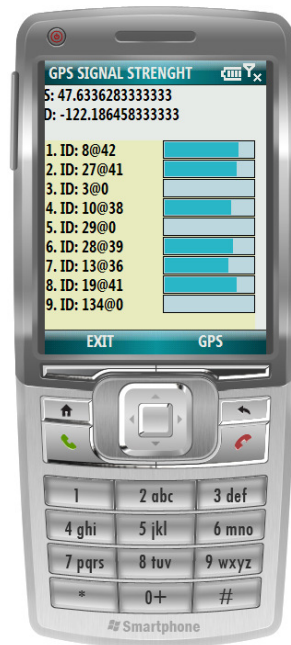 GPS SIGNAL STRENGHT
S: 47.6336283333333
D: -122.186458333333
1. ID: 8@42
2. ID: 27@41
3. ID: 3@0
4. ID: 10@38
5. ID: 29@0
6. ID: 28@39
7. ID: 13@36
8. ID: 19@41
9. ID: 134@0
EXIT GPS
1 2 abc 3 def
4 ghi 5 jkl 6 mno
7 pqrs 8 tuv 9 wxyz
* 0+ #
Smartphone